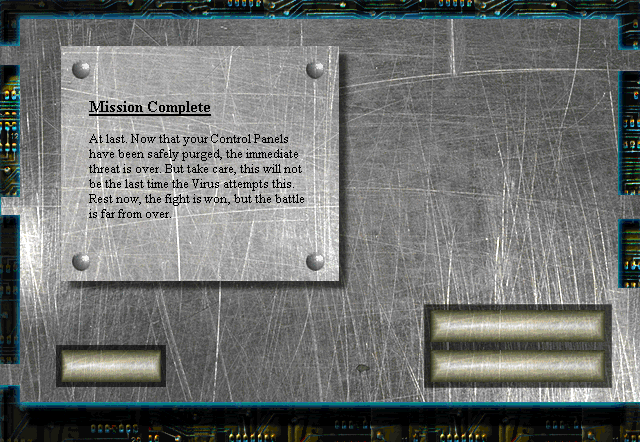 Mission Complete
At last. Now that your Control Panels
have been safely purged, the immediate
threat is over. But take care, this will not
be the last time the Virus attempts this.
Rest now, the fight is won, but the battle
is far from over.